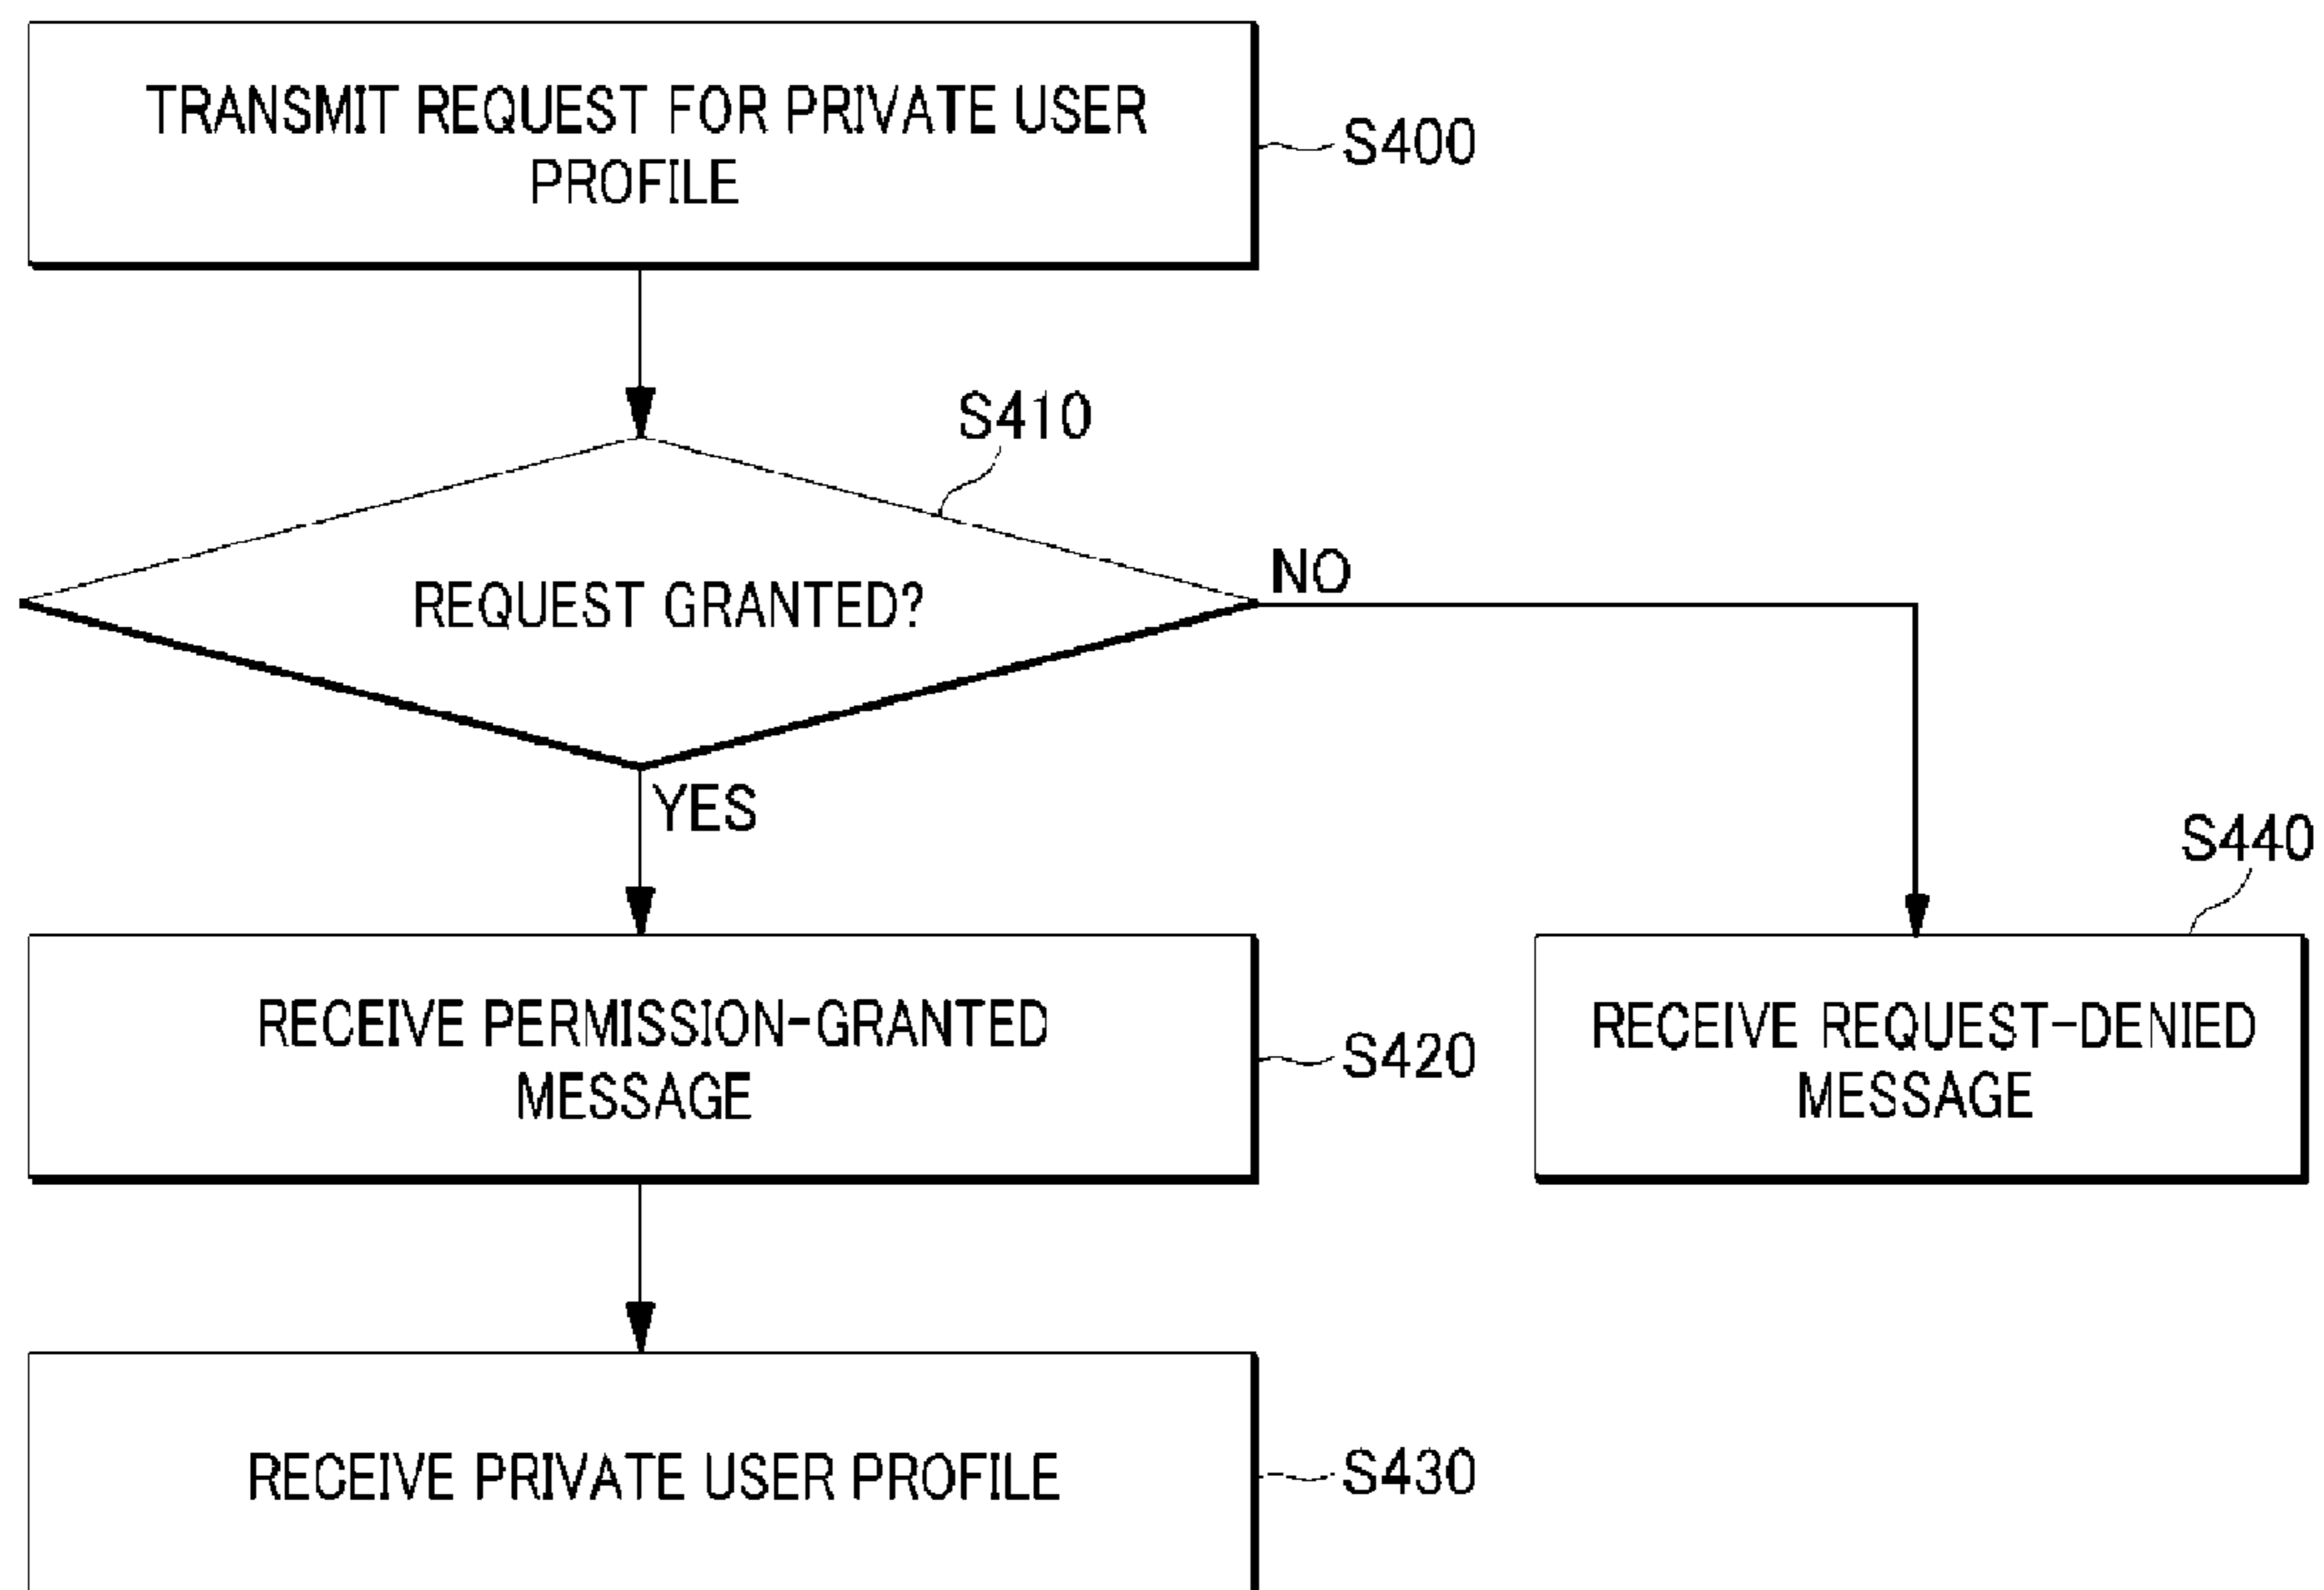 TRANSMIT REQUEST FOR PRIVATE USER
PROFILE
S400
S410
REQUEST GRANTED?
NO
YES
S440
RECEIVE PERMISSION-GRANTED
MESSAGE
S420
RECEIVE REQUEST-DENIED
MESSAGE
RECEIVE PRIVATE USER PROFILE
S430